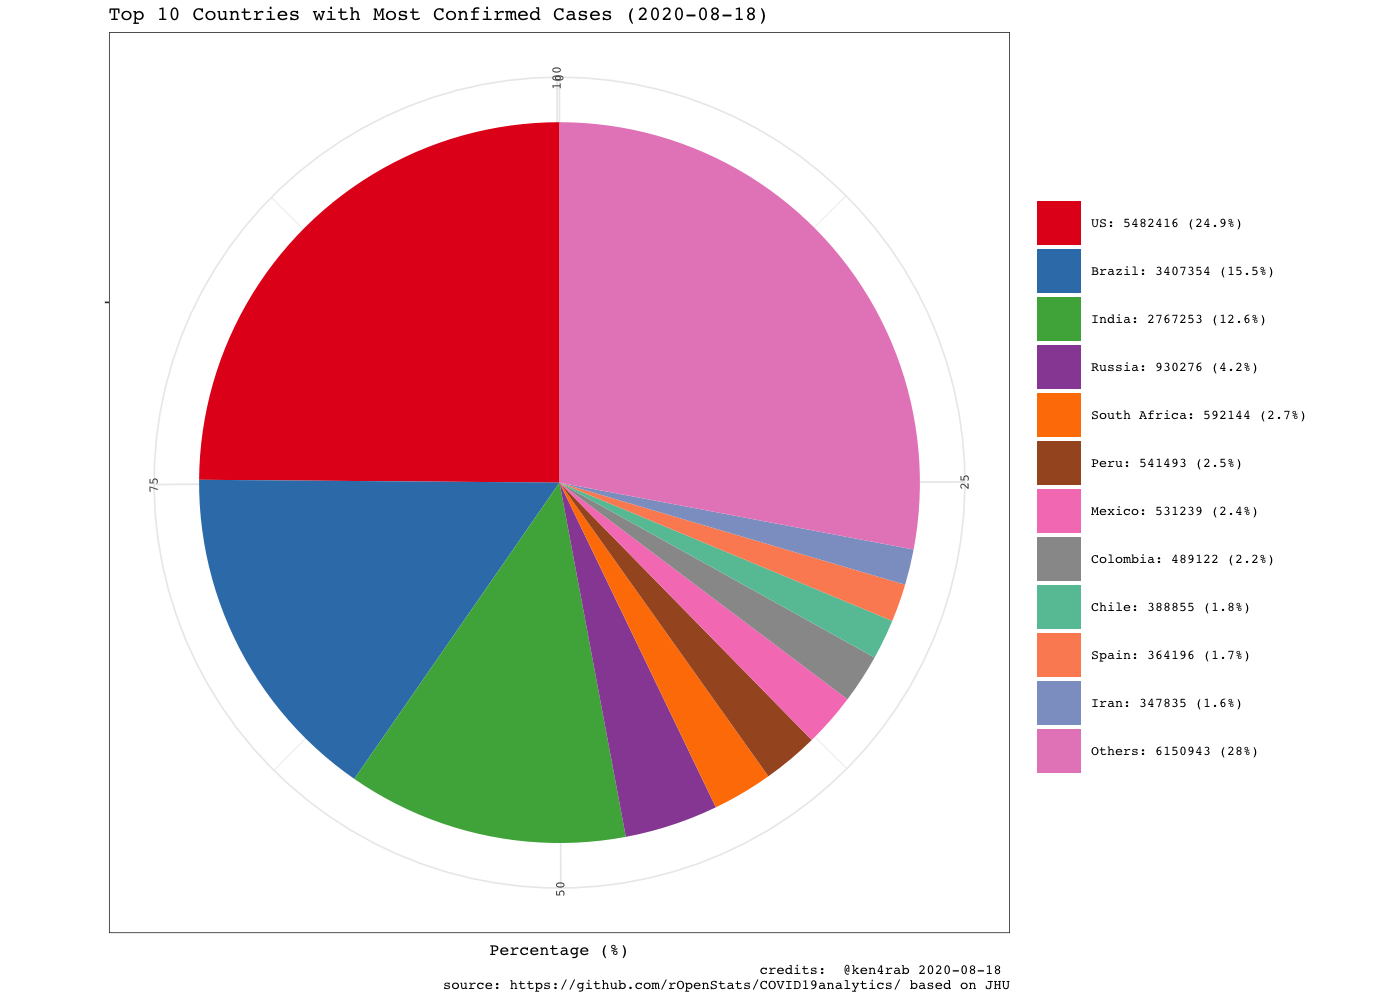 Top 10 Countries with Most Confirmed Cases (2020-08-18)
100
0
US: 5482416 (24.9%)
Brazil: 3407354 (15.5%)
India: 2767253 (12.6%)
Russia: 930276 (4.2%)
South Africa: 592144 (2.7%)
Peru: 541493 (2.5%)
75
25
Mexico: 531239 (2.4%)
Colombia: 489122 (2.2%)
Chile: 388855 (1.8%)
Spain: 364196 (1.7%)
Iran: 347835 (1.6%)
Others: 6150943 (28%)
50
Percentage (%)
credits:  @ken4rab 2020-08-18
source: https://github.com/rOpenStats/COVID19analytics/ based on JHU